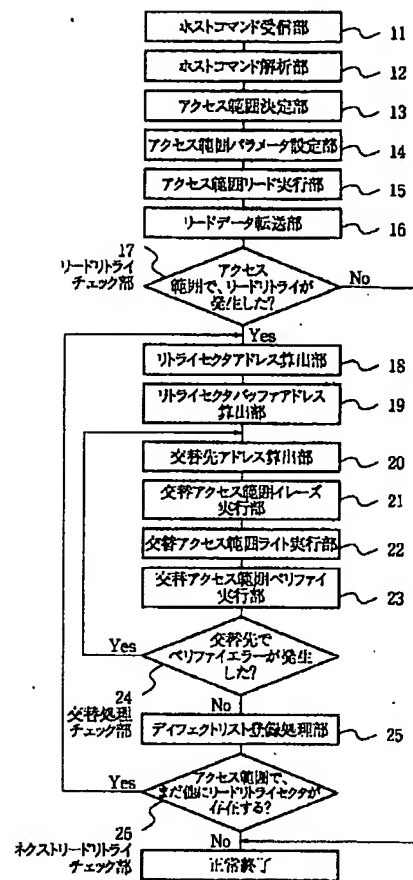 ホストコマンド受信部
11
ホストコマンド解析部
12
アクセス範囲決定部
13
アクセス範囲パラメータ設定部
14
アクセス範囲リード実行部
15
リードデータ転送部
16
17
リードリトライ
チェック部
アクセス
範囲で、リードリトライが
発生した?
No
Yes
リトライセクタアドレス算出部
18
リトライセクタバッファアドレス
算出部
19
交替先アドレス算出部
20
交替アクセス範囲イレーズ
実行部
21
交替アクセス範囲ライト実行部
22
交替アクセス範囲ベリファイ
実行部
23
Yes
交替先で
ベリファイエラーが発生
した?
24
交替処理
チェック部
No
ディフェクトリスト登録処理部
25
Yes
アクセス範囲で、
まだ他にリードリトライセクタが
存在する?
26
ネクストリードリトライ
チェック部
No
正常終了